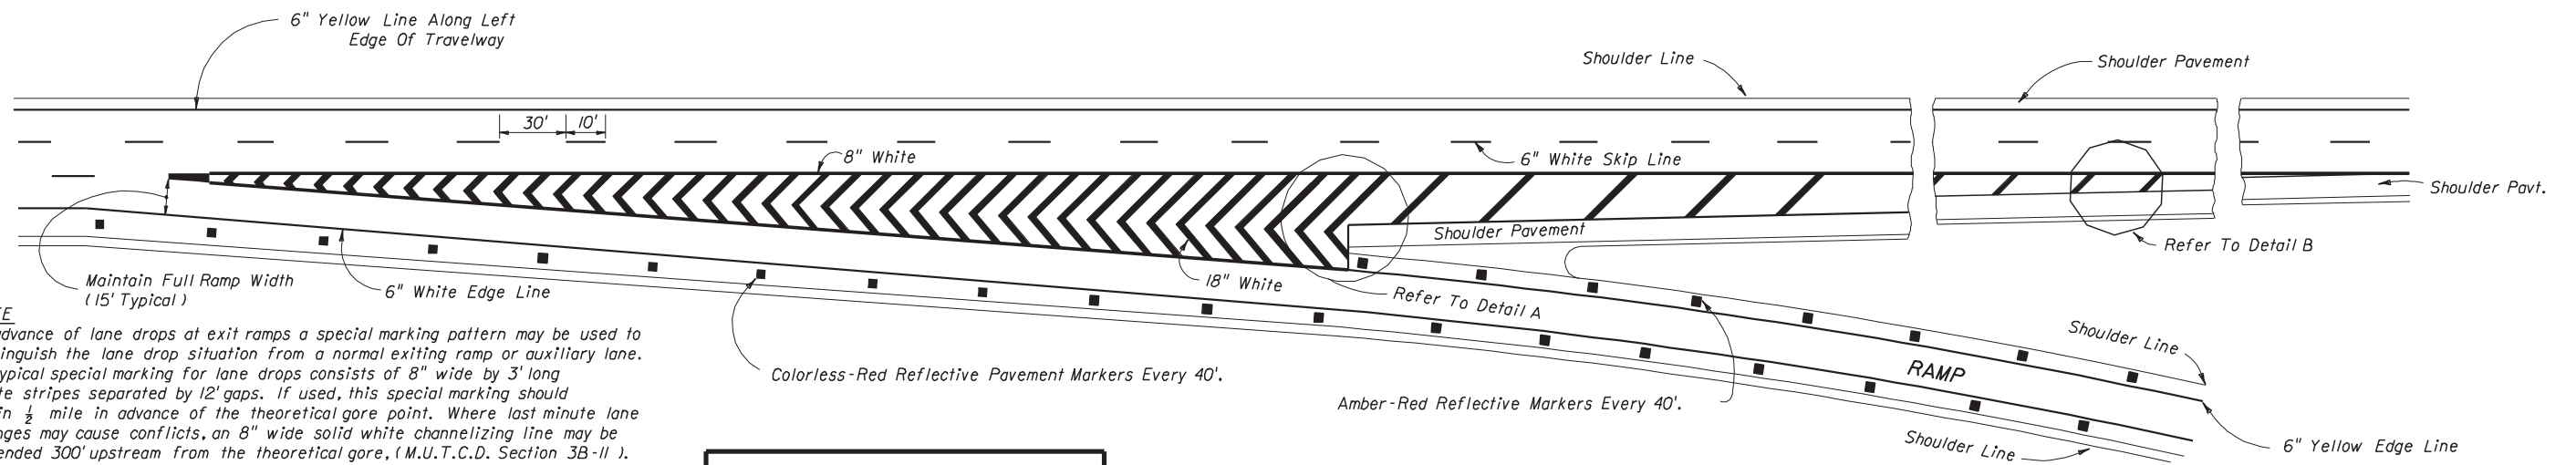 6" Yellow Line Along Left
Edge Of Travelway
Shoulder Line
Shoulder Pavement
30' 10'
8" White
6" White Skip Line
Shoulder Pavt.
Shoulder Pavement
Refer To Detail B
Maintain Full Ramp Width
(15' Typical)
6" White Edge Line
18" White
Refer To Detail A
Shoulder Line
RAMP
Colorless-Red Reflective Pavement Markers Every 40'.
Amber-Red Reflective Markers Every 40'.
Shoulder Line
6" Yellow Edge Line
E
advance of lane drops at exit ramps a special marking pattern may be used to
inguish the lane drop situation from a normal exiting ramp or auxiliary lane.
ypical special marking for lane drops consists of 8" wide by 3' long
te stripes separated by 12' gaps. If used, this special marking should
in ½ mile in advance of the theoretical gore point. Where last minute lane
nges may cause conflicts, an 8" wide solid white channelizing line may be
ended 300' upstream from the theoretical gore, (M.U.T.C.D. Section 3B-11).